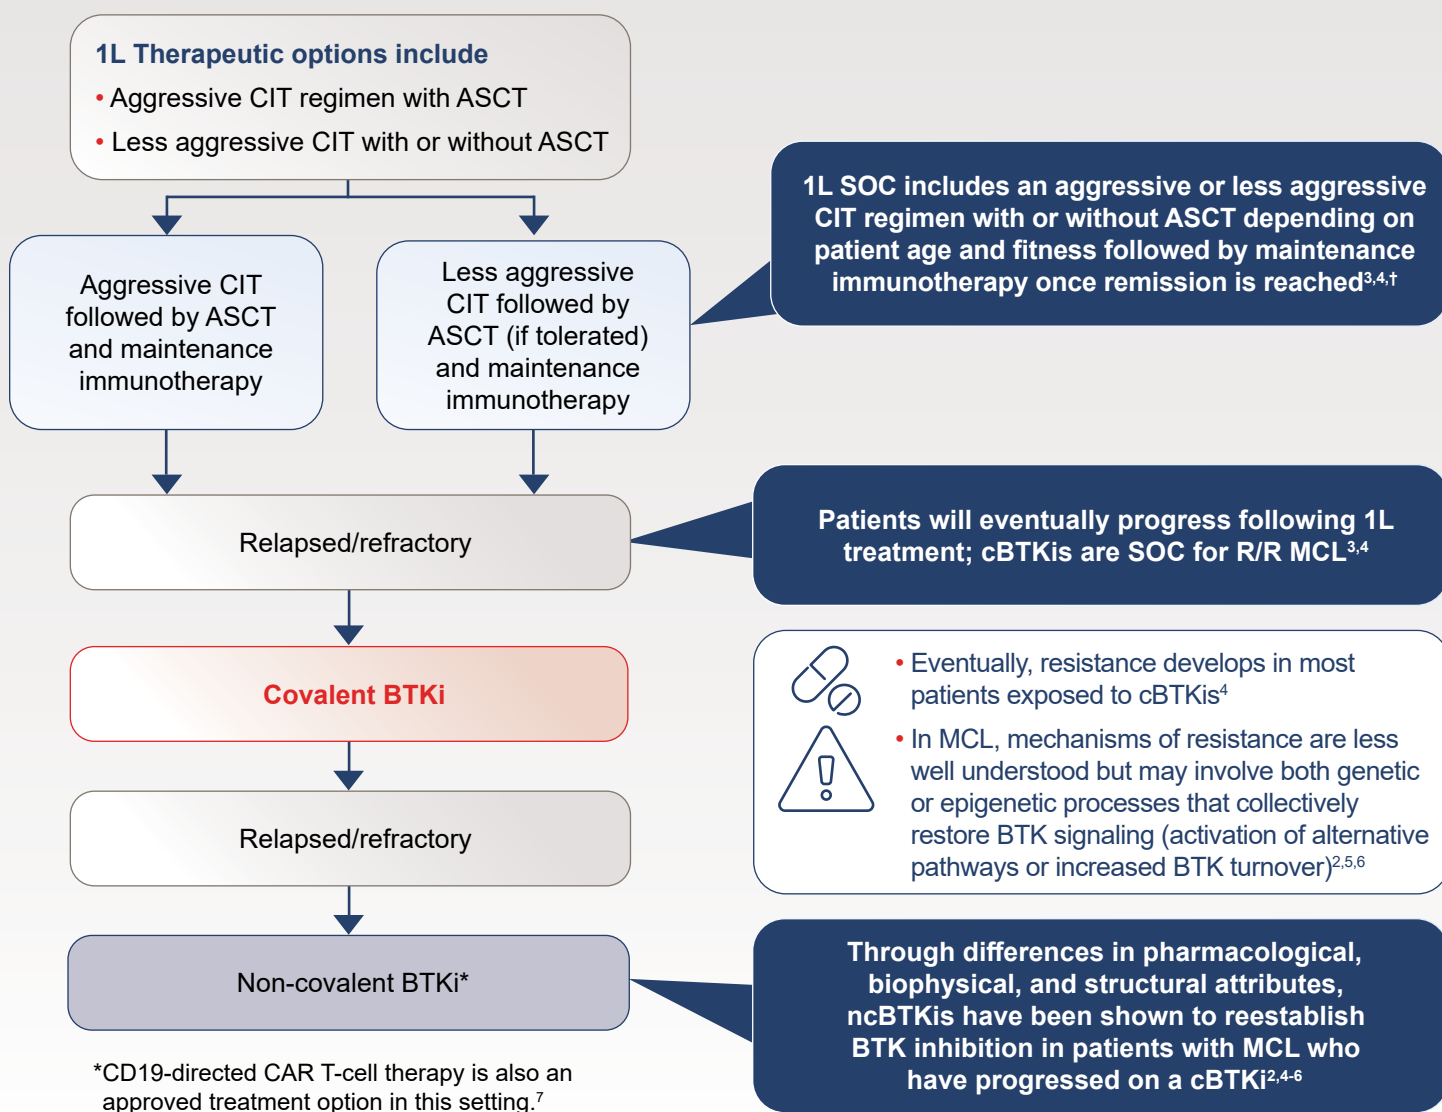 1L Therapeutic options include
• Aggressive CIT regimen with ASCT
• Less aggressive CIT with or without ASCT
1L SOC includes an aggressive or less aggressive
CIT regimen with or without ASCT depending on
patient age and fitness followed by maintenance
immunotherapy once remission is reached3,4,†
Aggressive CIT
followed by ASCT
and maintenance
immunotherapy
Less aggressive
CIT followed by
ASCT (if tolerated)
and maintenance
immunotherapy
Relapsed/refractory
Patients will eventually progress following 1L
treatment; cBTKis are SOC for R/R MCL3,4
Covalent BTKi
• Eventually, resistance develops in most
patients exposed to cBTKis4
• In MCL, mechanisms of resistance are less
well understood but may involve both genetic
or epigenetic processes that collectively
restore BTK signaling (activation of alternative
pathways or increased BTK turnover)2,5,6
Relapsed/refractory
Non-covalent BTKi*
Through differences in pharmacological,
biophysical, and structural attributes,
ncBTKis have been shown to reestablish
BTK inhibition in patients with MCL who
have progressed on a cBTKi2,4-6
*CD19-directed CAR T-cell therapy is also an
approved treatment option in this setting.7